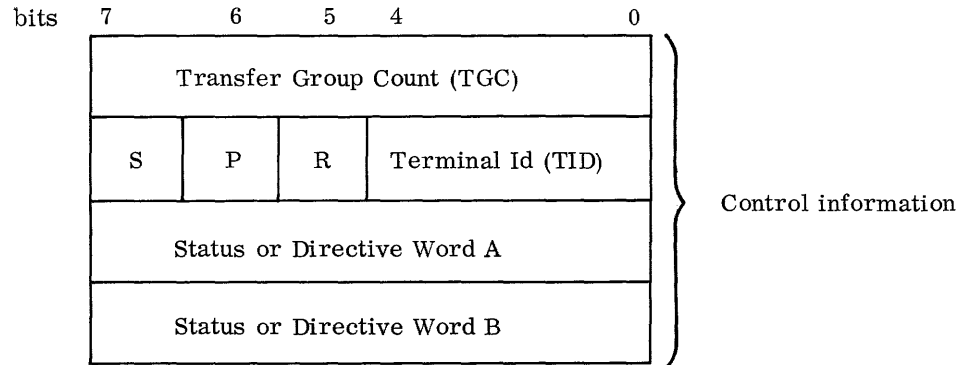 bits 7 6 5 4 0
Transfer Group Count (TGC)
S P R Terminal Id (TID)
Control information
Status or Directive Word A
Status or Directive Word B